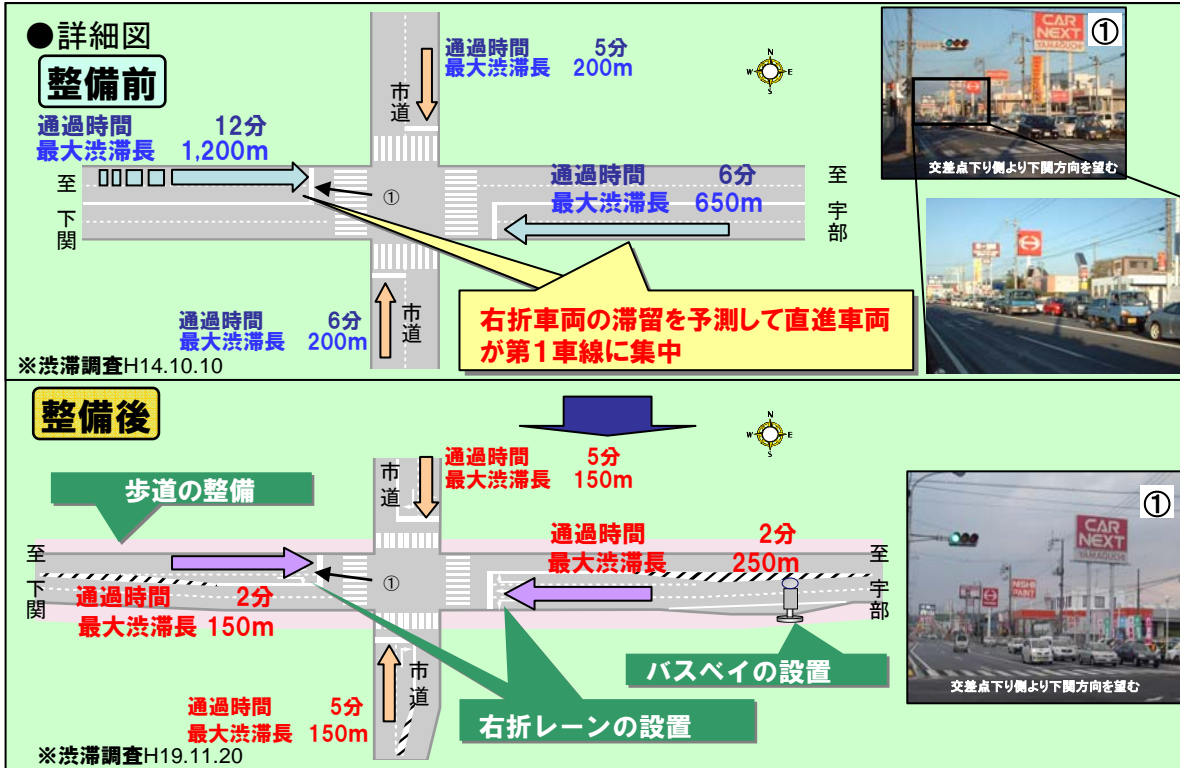 ●詳細図
整備前
通過時間 5分
最大渋滞長 200m
市道
N
W E
S
通過時間 12分
最大渋滞長 1,200m
至下関
①
通過時間 6分
最大渋滞長 650m
至宇部
通過時間 6分
最大渋滞長 200m
市道
右折車両の滞留を予測して直進車両
が第1車線に集中
※渋滞調査H14.10.10
CAR
NEXT
YAMAGUCHI
①
交差点下り側より下関方向を望む
整備後
N
W E
S
通過時間 5分
最大渋滞長 150m
市道
歩道の整備
通過時間 2分
最大渋滞長 250m
至下関
①
至宇部
通過時間 2分
最大渋滞長 150m
バスベイの設置
市道
通過時間 5分
最大渋滞長 150m
右折レーンの設置
※渋滞調査H19.11.20
①
CAR
NEXT
YAMAGUCHI
NISHI
PAINT
交差点下り側より下関方向を望む